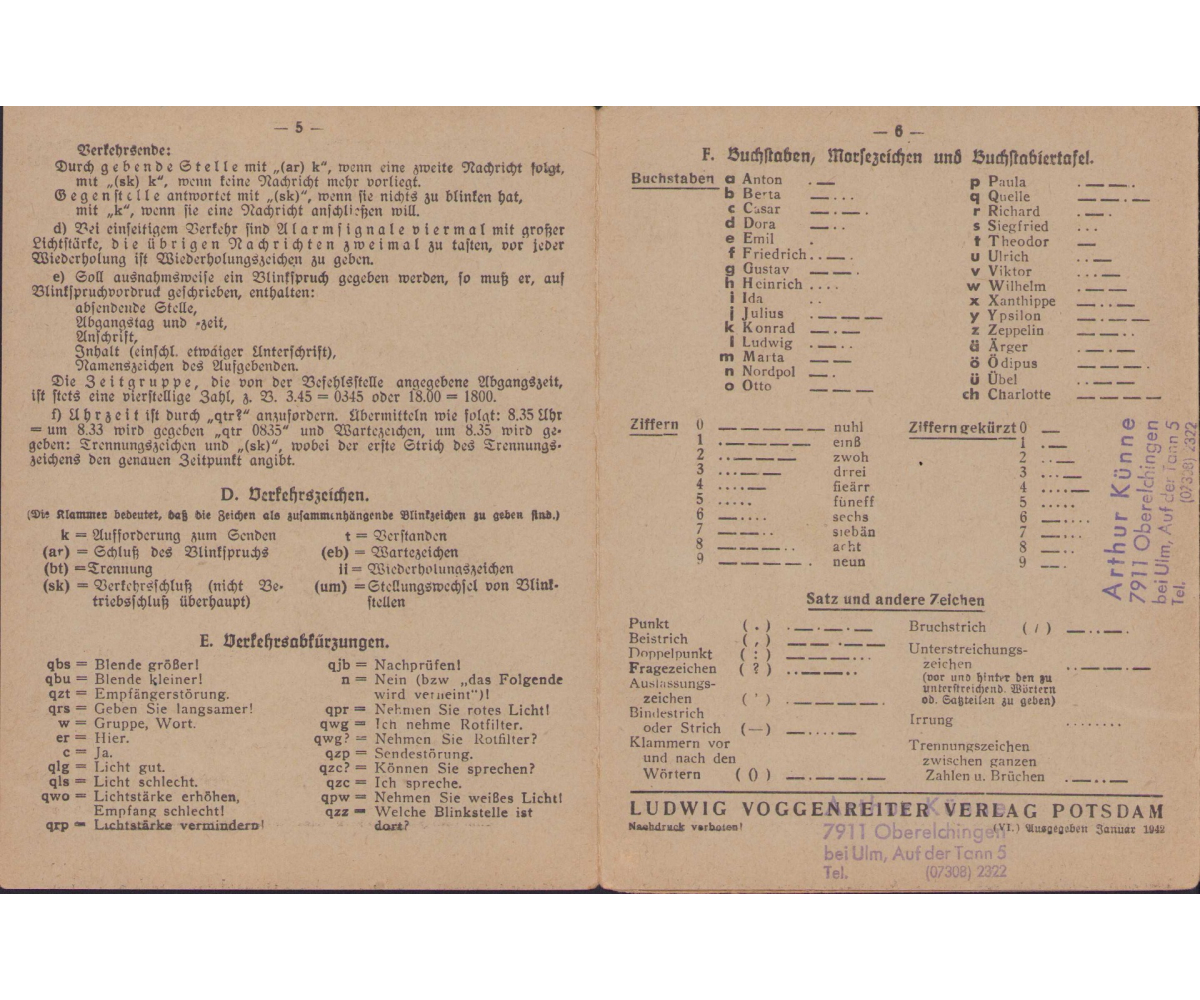 — 5 —
Verkehrsende:
Durch gebende Stelle mit „(ar) k“, wenn eine zweite Nachricht folgt,
mit „(sk) k“, wenn keine Nachricht mehr vorliegt.
Gegenstelle antwortet mit „(sk)“, wenn sie nichts zu blinken hat,
mit „k“, wenn sie eine Nachricht anschließen will.
d) Bei einseitigem Verkehr sind Alarmsignale viermal mit großer
Lichtstärke, die übrigen Nachrichten zweimal zu tasten, vor jeder
Wiederholung ist Wiederholungszeichen zu geben.
e) Soll ausnahmsweise ein Blinkspruch gegeben werden, so muß er, auf
Blinkspruchvordruck geschrieben, enthalten:
absendende Stelle,
Abgangstag und -zeit,
Anschrift,
Inhalt (einschl. etwaiger Unterschrift),
Namenszeichen des Aufgebenden.
Die Zeitgruppe, die von der Befehlsstelle angegebene Abgangszeit,
ist stets eine vierstellige Zahl, z. B. 3.45 = 0345 oder 18.00 = 1800.
f) Uhrzeit ist durch „qtr?“ anzufordern. Übermitteln wie folgt: 8.35 Uhr
= um 8.33 wird gegeben „qtr 0835“ und Wartezeichen, um 8.35 wird ge-
geben: Trennungszeichen und „(sk)“, wobei der erste Strich des Trennungs-
zeichens den genauen Zeitpunkt angibt.
D. Verkehrszeichen.
(Die Klammer bedeutet, daß die Zeichen als zusammenhängende Blinkzeichen zu geben sind.)
k = Aufforderung zum Senden
(ar) = Schluß des Blinkspruchs
(bt) = Trennung
(sk) = Verkehrsschluß (nicht Be-
triebsschluß überhaupt)
t = Verstanden
(eb) = Wartezeichen
ii = Wiederholungszeichen
(um) = Stellungswechsel von Blink-
stellen
E. Verkehrsabkürzungen.
qbs = Blende größer!
qbu = Blende kleiner!
qzt = Empfängerstörung.
qrs = Geben Sie langsamer!
w = Gruppe, Wort.
er = Hier.
c = Ja.
qlg = Licht gut.
qls = Licht schlecht.
qwo = Lichtstärke erhöhen,
Empfang schlecht!
qrp = Lichtstärke vermindern!
qjb = Nachprüfen!
n = Nein (bzw „das Folgende
wird verneint“)!
qpr = Nehmen Sie rotes Licht!
qwg = Ich nehme Rotfilter.
qwg? = Nehmen Sie Rotfilter?
qzp = Sendestörung.
qzc? = Können Sie sprechen?
qzc = Ich spreche.
qpw = Nehmen Sie weißes Licht!
qzz = Welche Blinkstelle ist
dort?
— 6 —
F. Buchstaben, Morsezeichen und Buchstabiertafel.
Buchstaben a Anton . —
b Berta — . . .
c Cäsar — . — .
d Dora — . .
e Emil .
f Friedrich . . — .
g Gustav — — .
h Heinrich . . . .
i Ida . .
j Julius . — — —
k Konrad — . —
l Ludwig . — . .
m Marta — —
n Nordpol — .
o Otto — — —
p Paula . — — .
q Quelle — — . —
r Richard . — .
s Siegfried . . .
t Theodor —
u Ulrich . . —
v Viktor . . . —
w Wilhelm . — —
x Xanthippe — . . —
y Ypsilon — . — —
z Zeppelin — — . .
ä Ärger . — . —
ö Ödipus — — — .
ü Übel . . — —
ch Charlotte — — — —
Ziffern 0 — — — — — nuhl
1 . — — — — einß
2 . . — — — zwoh
3 . . . — — drrei
4 . . . . — fieärr
5 . . . . . füneff
6 — . . . . sechs
7 — — . . . siebän
8 — — — . . acht
9 — — — — . neun
Ziffern gekürzt 0 —
1 . —
2 . . —
3 . . . —
4 . . . . —
5 . . . . .
6 — . . . .
7 — . . .
8 — . .
9 — .
Satz und andere Zeichen
Punkt ( . ) . — . — . —
Beistrich ( , ) — — . . — —
Doppelpunkt ( : ) — — — . . .
Fragezeichen ( ? ) . . — — . .
Auslassungs-
zeichen ( ’ ) . — — — — .
Bindestrich
oder Strich (—) — . . . . —
Klammern vor
und nach den
Wörtern ( () ) — . — — . —
Bruchstrich ( / ) — . . — .
Unterstreichungs-
zeichen . . — — . —
(vor und hinter den zu
unterstreichend. Wörtern
od. Satzteilen zu geben)
Irrung . . . . . . . .
Trennungszeichen
zwischen ganzen
Zahlen u. Brüchen . — . . —
LUDWIG VOGGENREITER VERLAG POTSDAM
Nachdruck verboten! (VI.) Ausgegeben Januar 1942
Arthur Künne
7911 Oberelchingen
bei Ulm, Auf der Tann 5
Tel. (07308) 2322
Arthur Künne
7911 Oberelchingen
bei Ulm, Auf der Tann 5
Tel. (07308) 2322